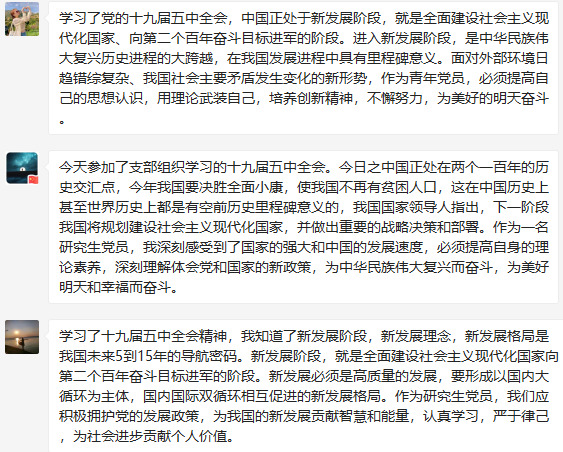 学习了党的十九届五中全会，中国正处于新发展阶段，就是全面建设社会主义现
代化国家、向第二个百年奋斗目标进军的阶段。进入新发展阶段，是中华民族伟
大复兴历史进程的大跨越，在我国发展进程中具有里程碑意义。面对外部环境日
趋错综复杂、我国社会主要矛盾发生变化的新形势，作为青年党员，必须提高自
己的思想认识，用理论武装自己，培养创新精神，不懈努力，为美好的明天奋斗
。
今天参加了支部组织学习的十九届五中全会。今日之中国正处在两个一百年的历
史交汇点，今年我国要决胜全面小康，使我国不再有贫困人口，这在中国历史上
甚至世界历史上都是有空前历史里程碑意义的，我国国家领导人指出，下一阶段
我国将规划建设社会主义现代化国家，并做出重要的战略决策和部署。作为一名
研究生党员，我深刻感受到了国家的强大和中国的发展速度，必须提高自身的理
论素养，深刻理解体会党和国家的新政策，为中华民族伟大复兴而奋斗，为美好
明天和幸福而奋斗。
学习了十九届五中全会精神，我知道了新发展阶段，新发展理念，新发展格局是
我国未来5到15年的导航密码。新发展阶段，就是全面建设社会主义现代化国家向
第二个百年奋斗目标进军的阶段。新发展必须是高质量的发展，要形成以国内大
循环为主体，国内国际双循环相互促进的新发展格局。作为研究生党员，我们应
积极拥护党的发展政策，为我国的新发展贡献智慧和能量，认真学习，严于律己
，为社会进步贡献个人价值。